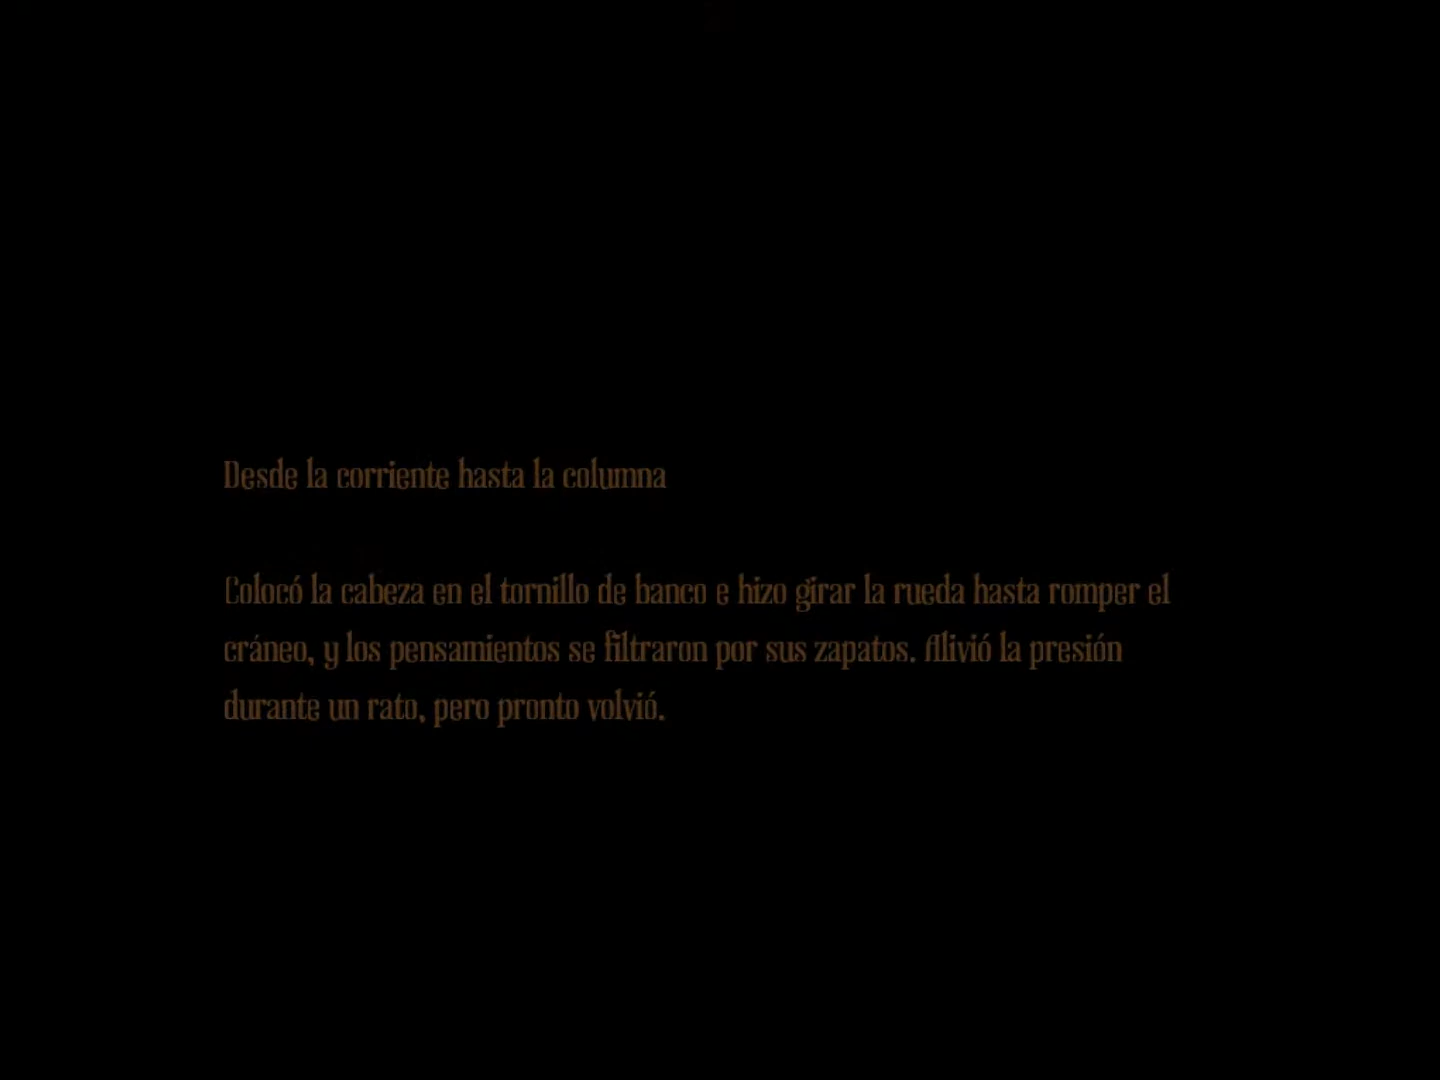 Desde la corriente hasta la columna
Colocó la cabeza en el tornillo de banco e hizo girar la rueda hasta romper el
cráneo, y los pensamientos se filtraron por sus zapatos. Alivió la presión
durante un rato, pero pronto volvió.